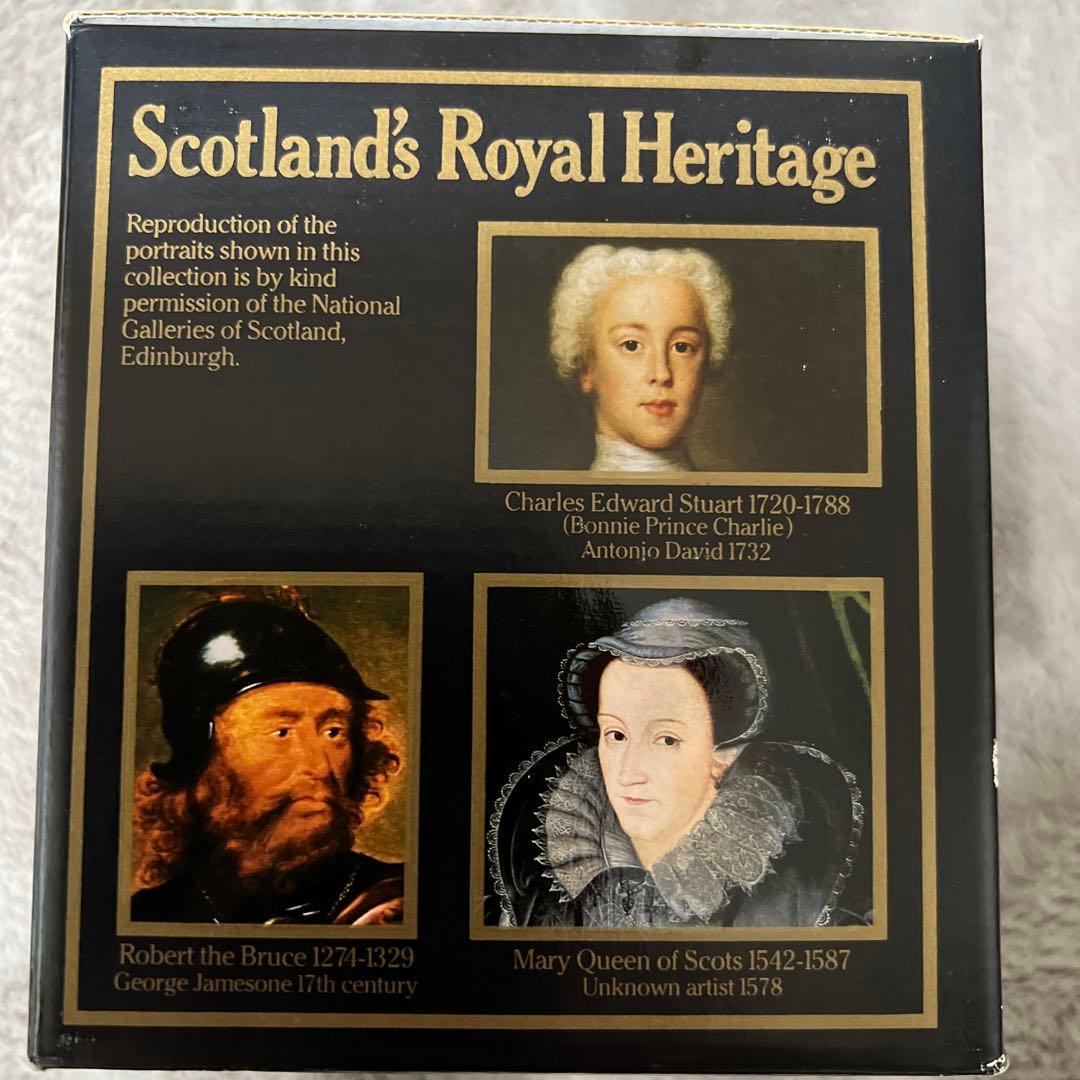 Scotland's Royal Heritage
Reproduction of the
portraits shown in this
collection is by kind
permission of the National
Galleries of Scotland,
Edinburgh.
Charles Edward Stuart 1720-1788
(Bonnie Prince Charlie)
Antonio David 1732
Robert the Bruce 1274-1329
George Jamesone 17th century
Mary Queen of Scots 1542-1587
Unknown artist 1578